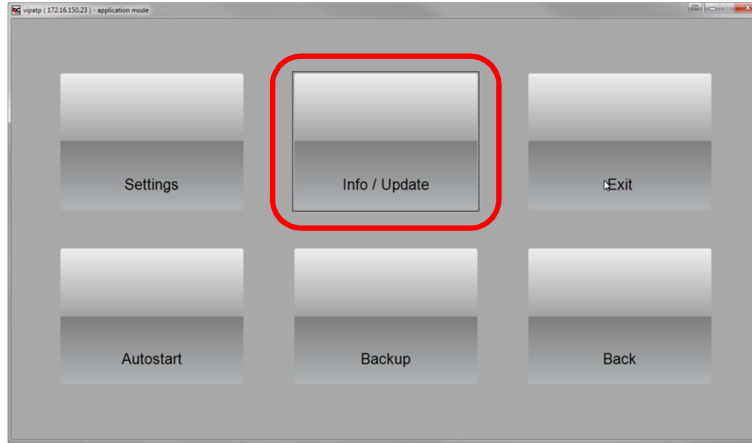 vipatp ( 172.16.150.23 ) - application mode
Settings
Info / Update
Exit
Autostart
Backup
Back